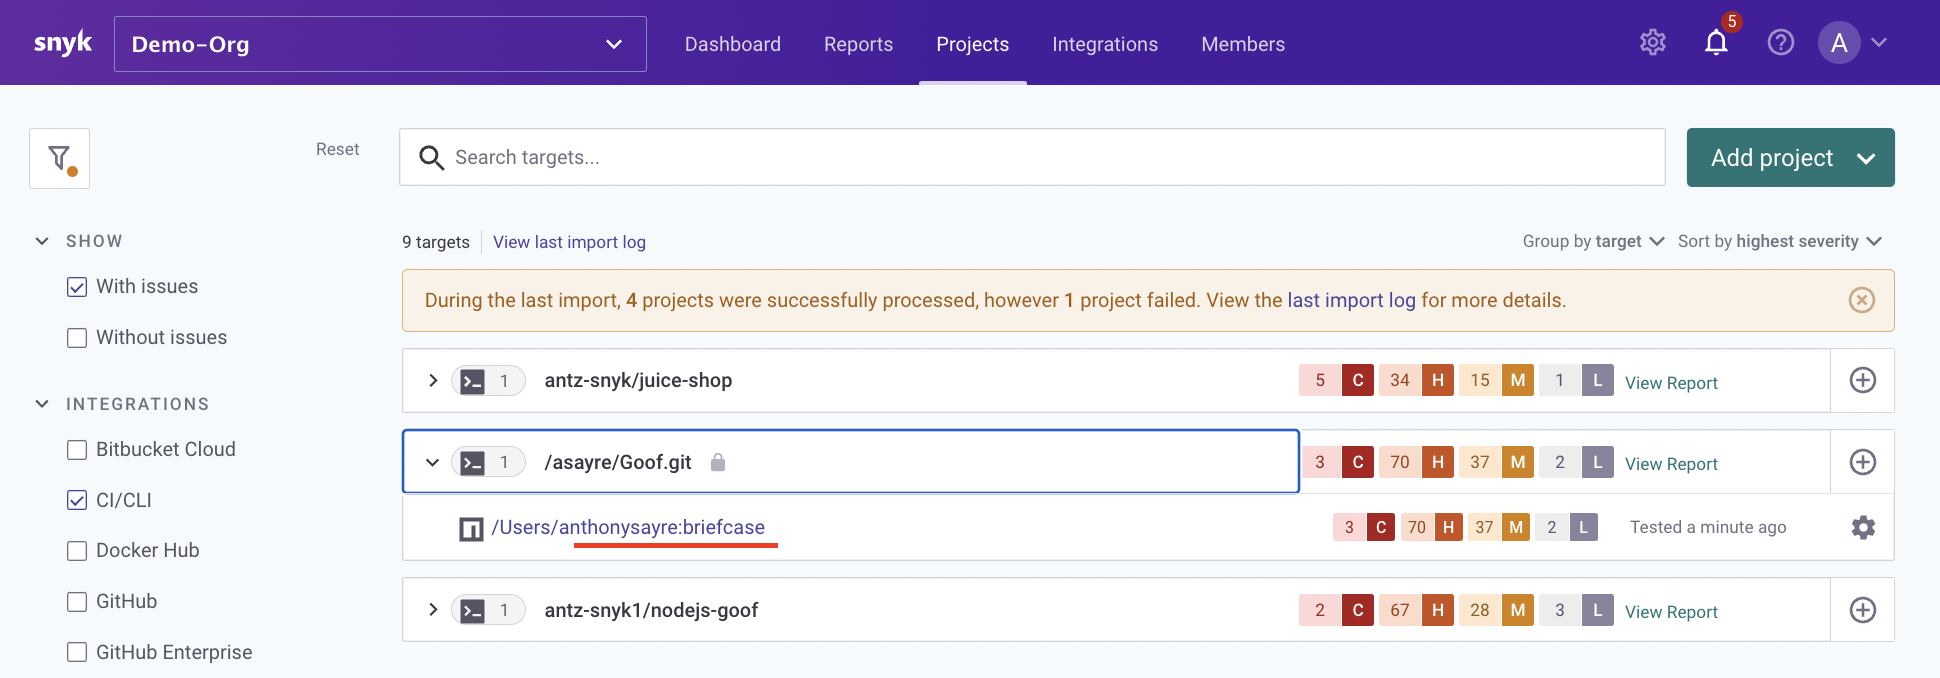 snyk Demo-Org Dashboard Reports Projects Integrations Members 5 A
Reset Search targets... Add project
SHOW 9 targets View last import log Group by target Sort by highest severity
With issues
During the last import, 4 projects were successfully processed, however 1 project failed. View the last import log for more details.
Without issues
1 antz-snyk/juice-shop 5 C 34 H 15 M 1 L View Report
INTEGRATIONS
Bitbucket Cloud
1 /asayre/Goof.git 3 C 70 H 37 M 2 L View Report
CI/CLI
/Users/anthonysayre:briefcase 3 C 70 H 37 M 2 L Tested a minute ago
Docker Hub
GitHub
1 antz-snyk1/nodejs-goof 2 C 67 H 28 M 3 L View Report
GitHub Enterprise